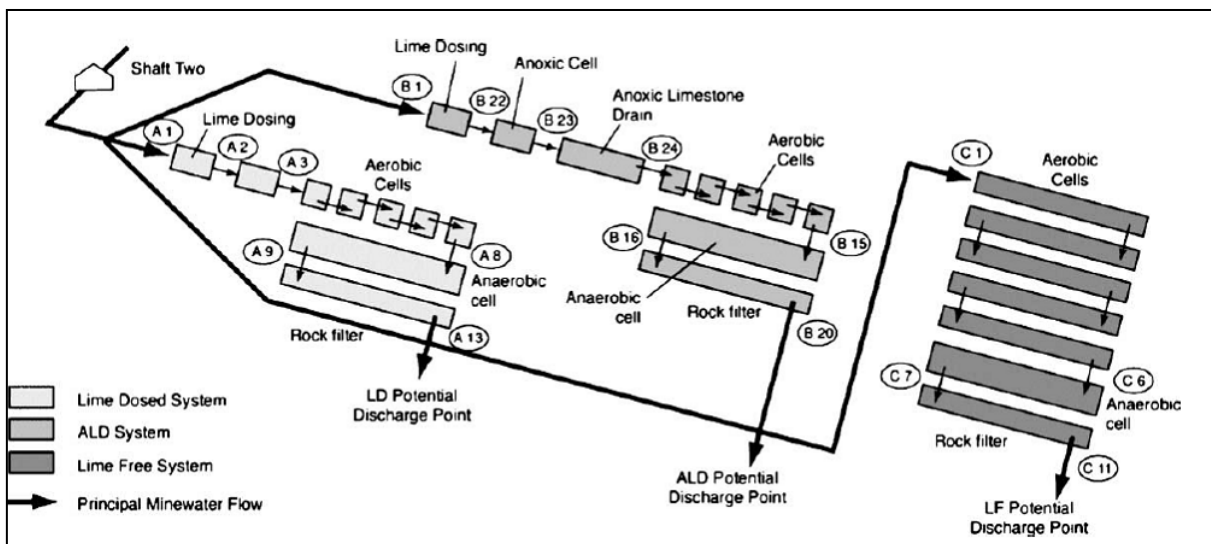 Shaft Two
Lime Dosing
Anoxic Cell
Anoxic Limestone
Drain
B 1
B 22
B 23
B 24
A 1
Lime Dosing
A 2
A 3
Aerobic
Cells
Aerobic
Cells
C 1
Aerobic
Cells
A 9
A 8
Anaerobic
cell
Rock filter
A 13
B 16
B 15
Anaerobic
cell
Rock filter
B 20
C 7
C 6
Anaerobic
cell
Rock filter
C 11
LD Potential
Discharge Point
ALD Potential
Discharge Point
LF Potential
Discharge Point
Lime Dosed System
ALD System
Lime Free System
Principal Minewater Flow